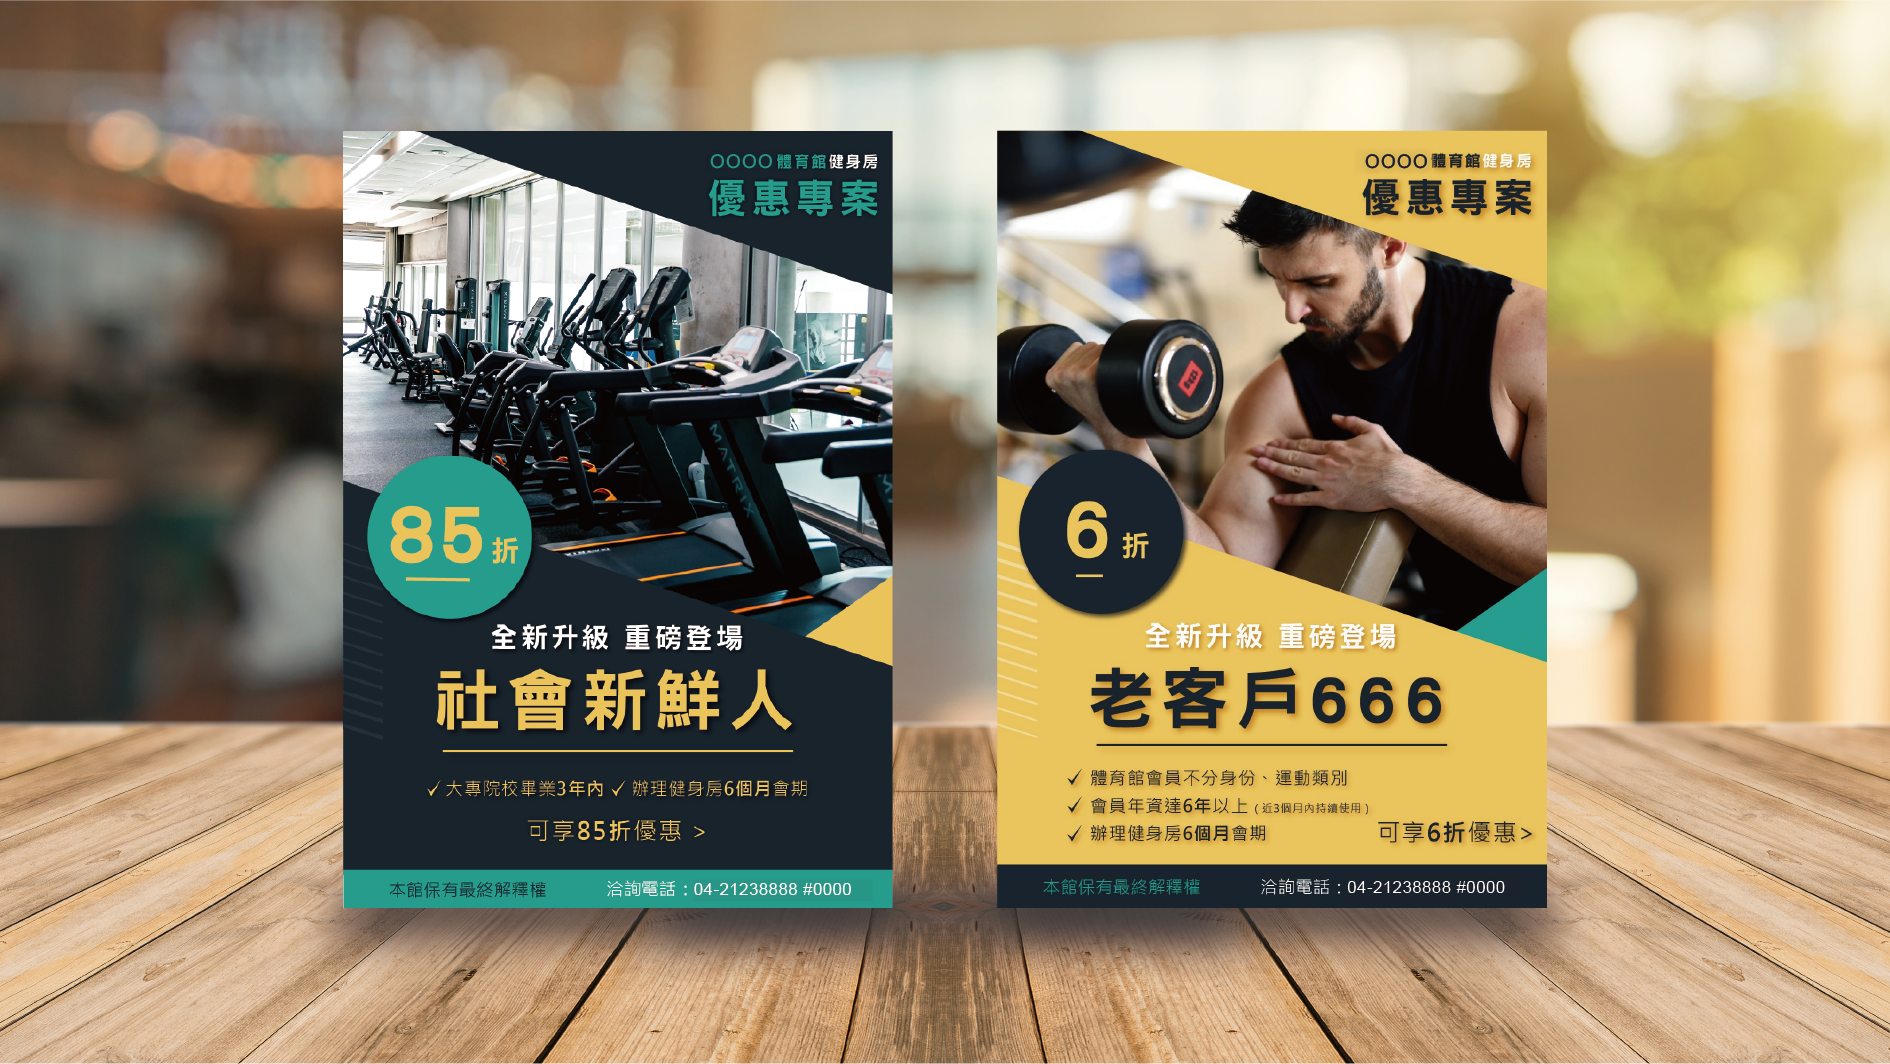 OOOO體育館健身房
優惠專案
MATRIX
85折
全新升級 重磅登場
社會新鮮人
✓大專院校畢業3年內 ✓辦理健身房6個月會期
可享85折優惠 >
本館保有最終解釋權 洽詢電話：04-21238888 #0000
OOOO體育館健身房
優惠專案
6折
全新升級 重磅登場
老客戶666
✓ 體育館會員不分身份、運動類別
✓ 會員年資達6年以上 ( 近3個月內持續使用 )
✓ 辦理健身房6個月會期 可享6折優惠>
本館保有最終解釋權 洽詢電話：04-21238888 #0000